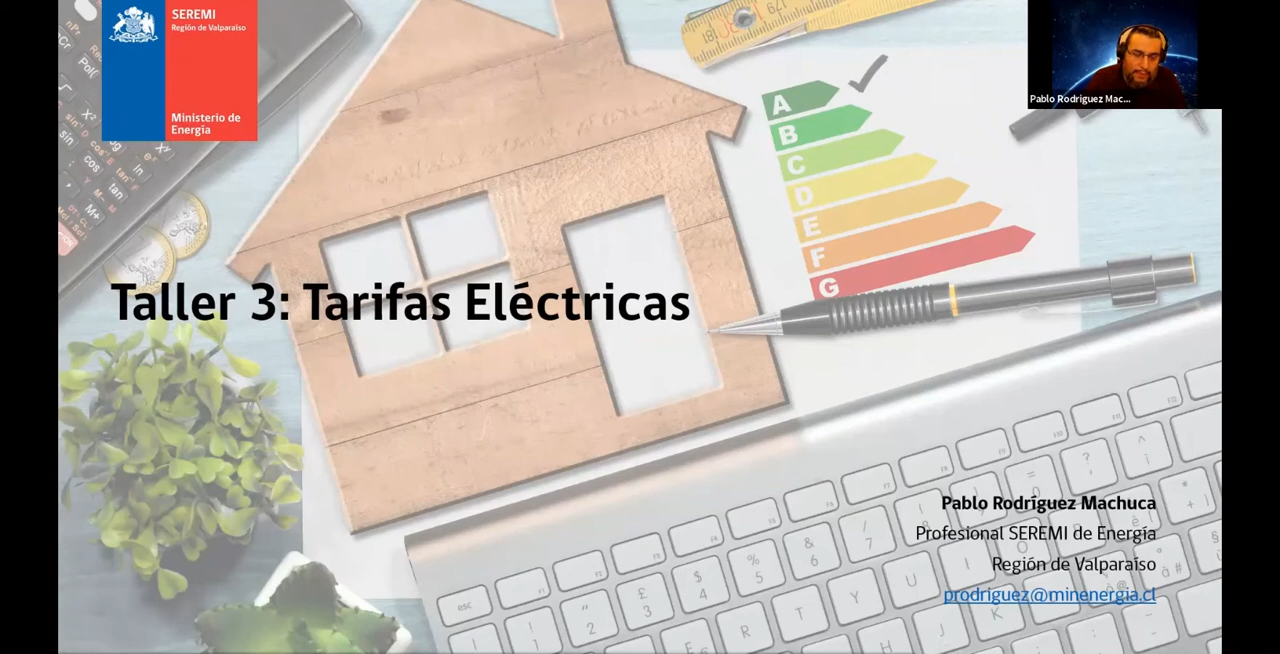 SEREMI
Región de Valparaíso
Ministerio de
Energía
Pablo Rodriguez Mac...
A
B
C
D
E
F
G
Taller 3: Tarifas Eléctricas
Pablo Rodríguez Machuca
Profesional SEREMI de Energía
Región de Valparaíso
prodriguez@minenergia.cl